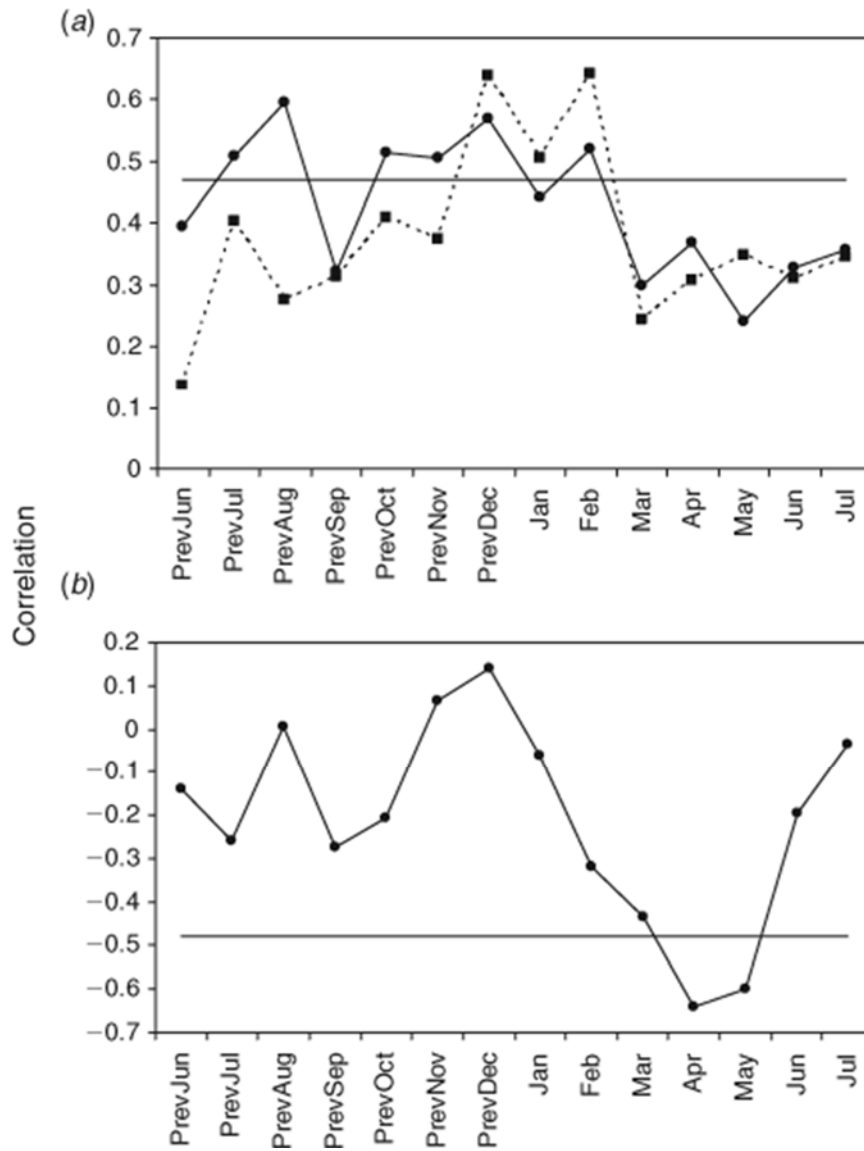 (a)
0.7
0.6
0.5
0.4
0.3
0.2
0.1
0
PrevJun
PrevJul
PrevAug
PrevSep
PrevOct
PrevNov
PrevDec
Jan
Feb
Mar
Apr
May
Jun
Jul
Correlation
(b)
0.2
0.1
0
−0.1
−0.2
−0.3
−0.4
−0.5
−0.6
−0.7
PrevJun
PrevJul
PrevAug
PrevSep
PrevOct
PrevNov
PrevDec
Jan
Feb
Mar
Apr
May
Jun
Jul